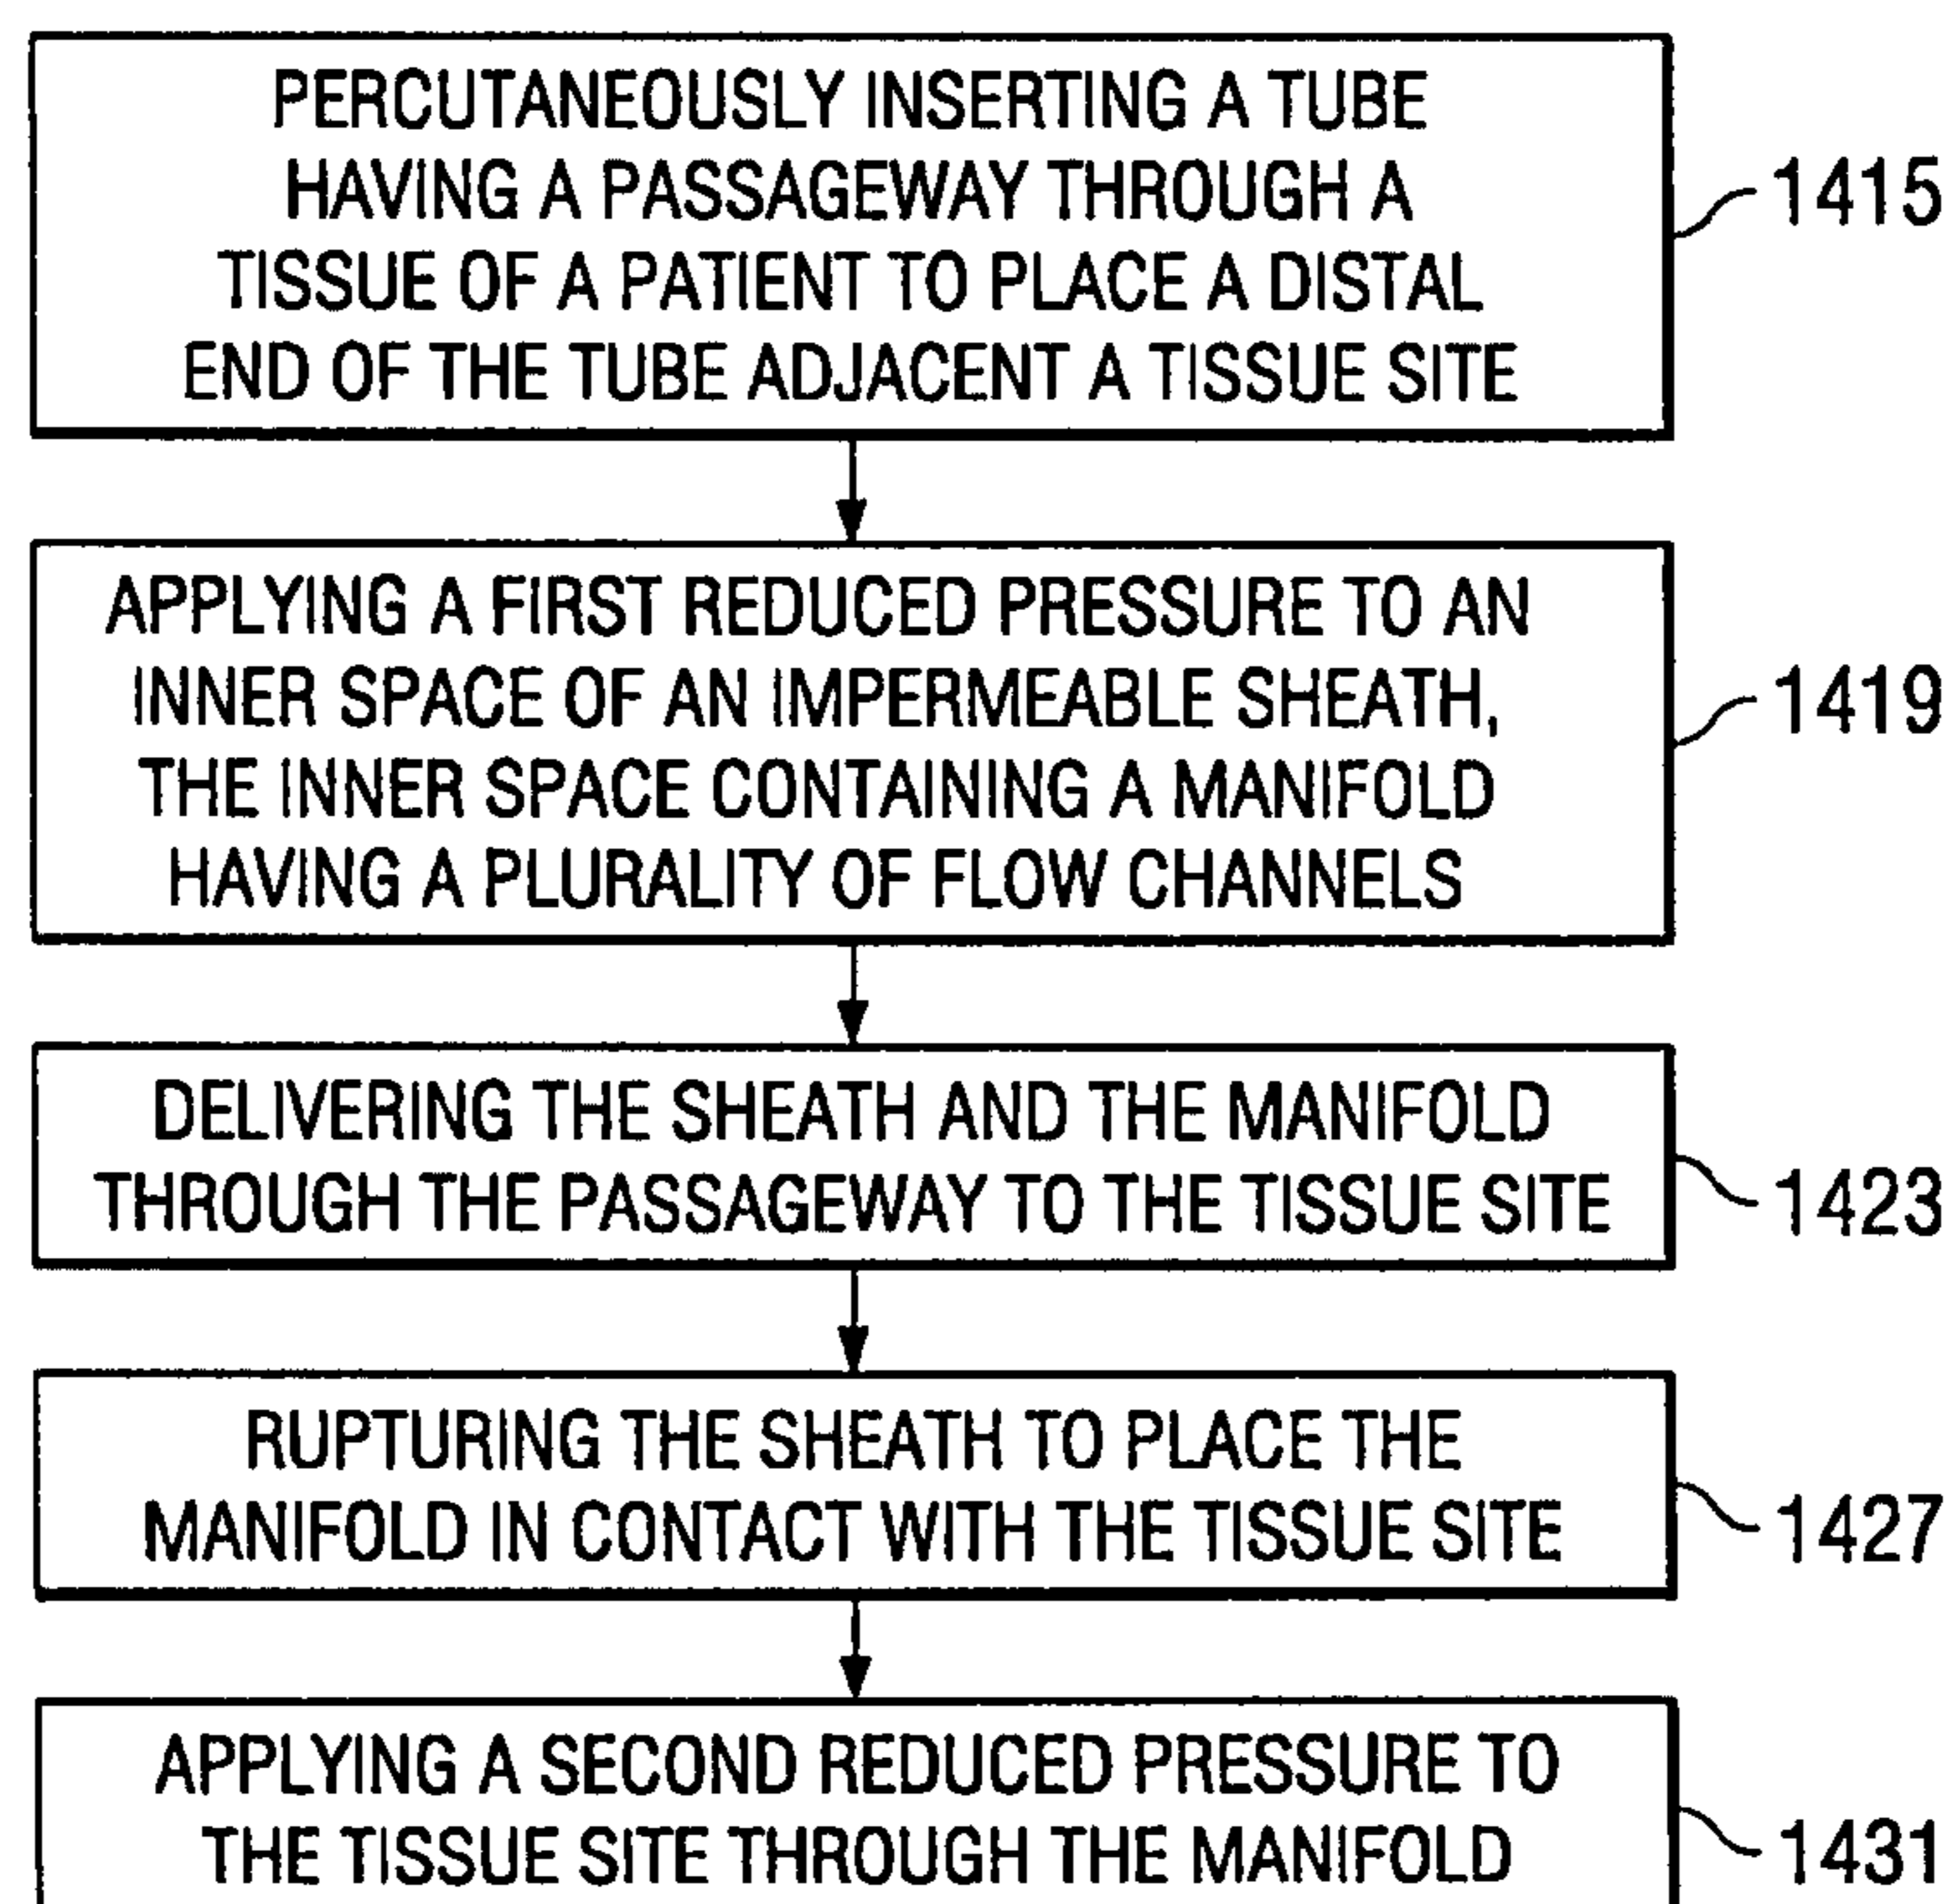 PERCUTANEOUSLY INSERTING A TUBE
HAVING A PASSAGEWAY THROUGH A
TISSUE OF A PATIENT TO PLACE A DISTAL
END OF THE TUBE ADJACENT A TISSUE SITE
1415
APPLYING A FIRST REDUCED PRESSURE TO AN
INNER SPACE OF AN IMPERMEABLE SHEATH,
THE INNER SPACE CONTAINING A MANIFOLD
HAVING A PLURALITY OF FLOW CHANNELS
1419
DELIVERING THE SHEATH AND THE MANIFOLD
THROUGH THE PASSAGEWAY TO THE TISSUE SITE
1423
RUPTURING THE SHEATH TO PLACE THE
MANIFOLD IN CONTACT WITH THE TISSUE SITE
1427
APPLYING A SECOND REDUCED PRESSURE TO
THE TISSUE SITE THROUGH THE MANIFOLD
1431